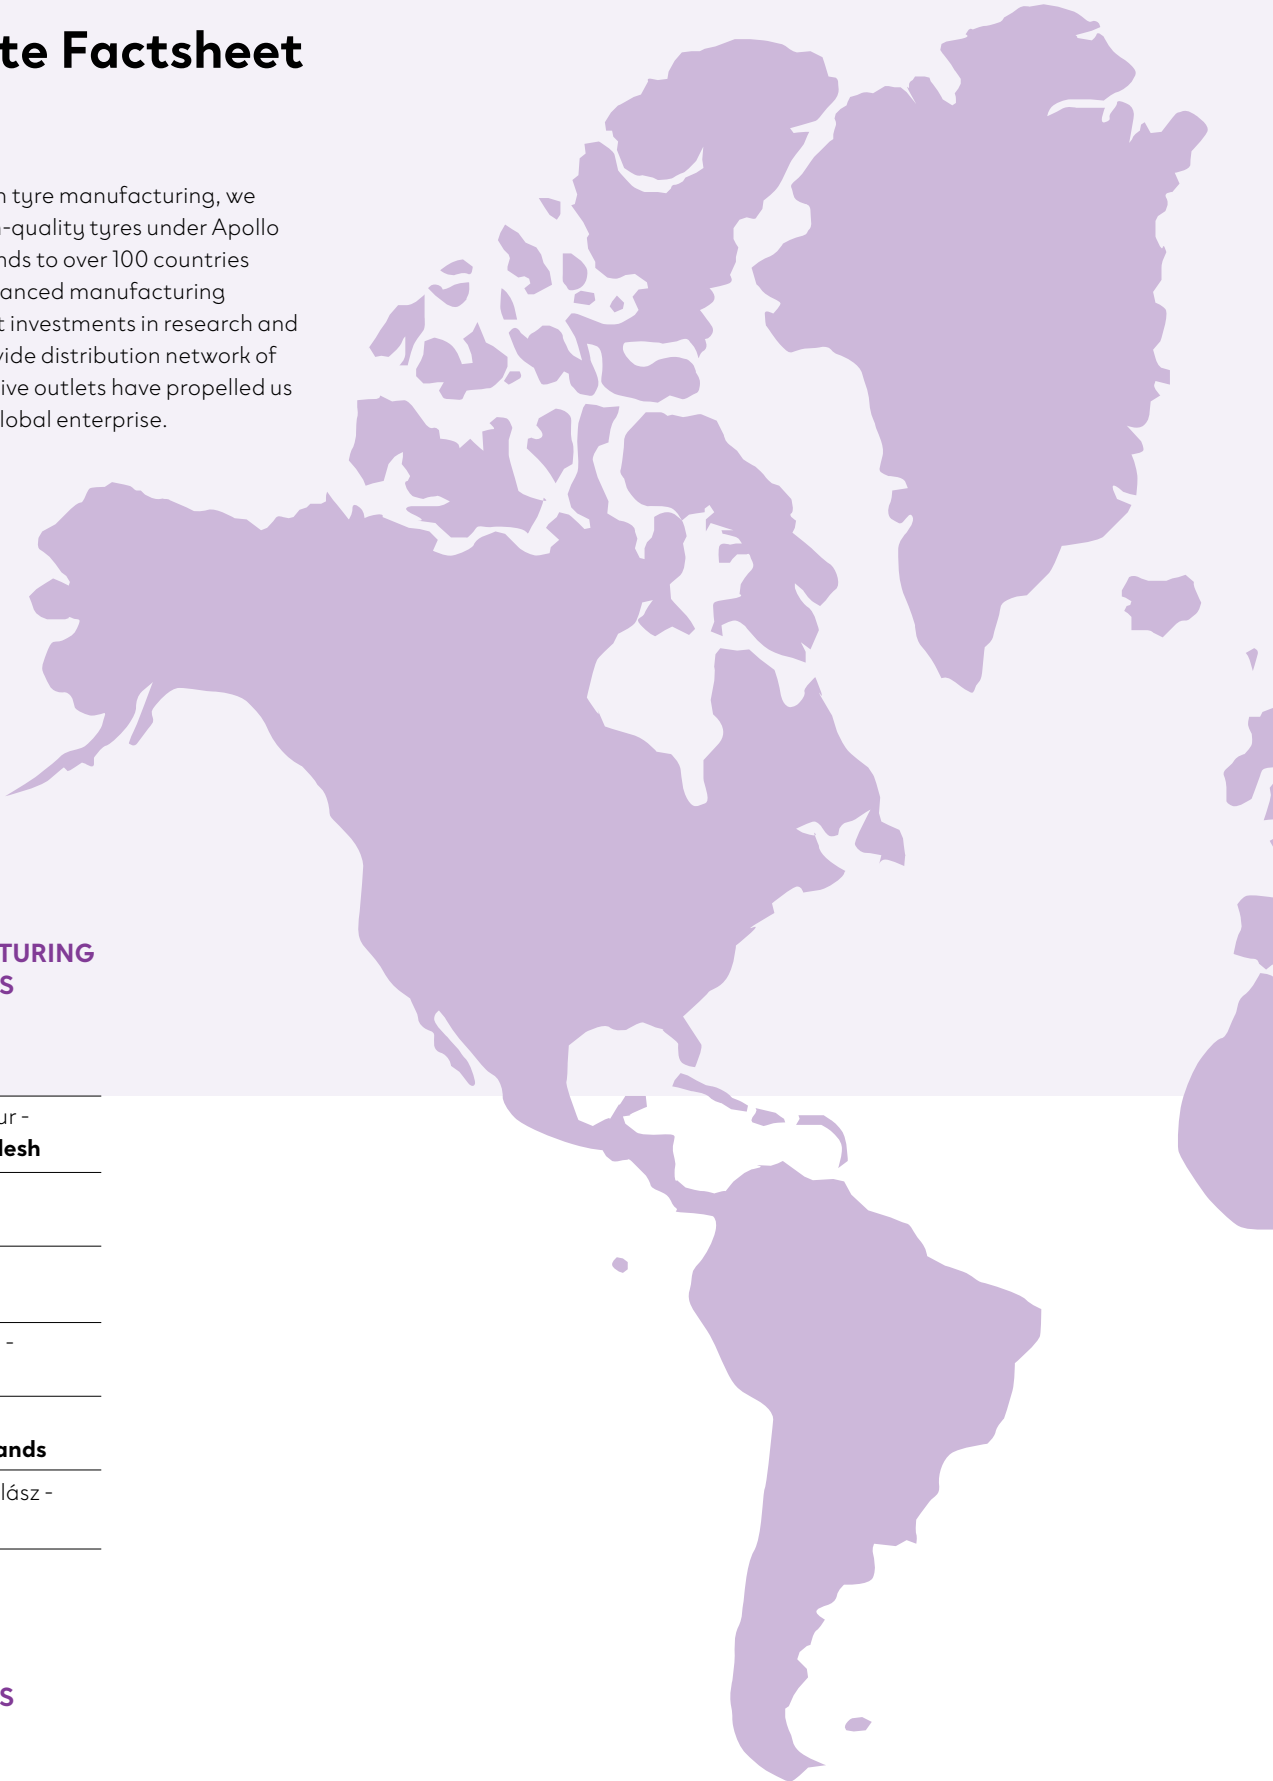 te Factsheet
n tyre manufacturing, we
-quality tyres under Apollo
nds to over 100 countries
anced manufacturing
t investments in research and
vide distribution network of
ive outlets have propelled us
lobal enterprise.
TURING
S
ur -
lesh
-
ands
lász -
S